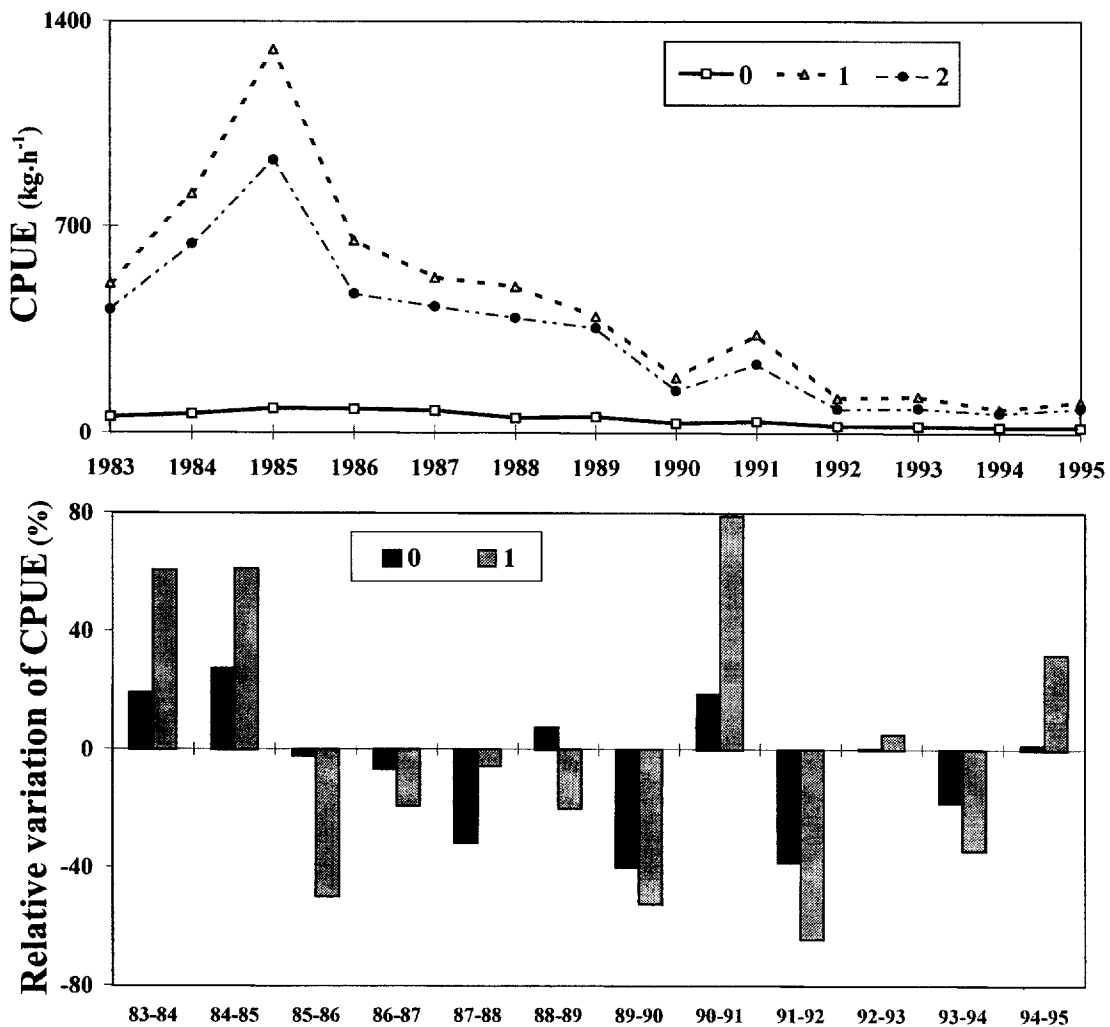 1400
0 1 2
CPUE (kg·h⁻¹)
700
0
1983 1984 1985 1986 1987 1988 1989 1990 1991 1992 1993 1994 1995
Relative variation of CPUE (%)
80
0 1
40
0
-40
-80
83-84 84-85 85-86 86-87 87-88 88-89 89-90 90-91 91-92 92-93 93-94 94-95